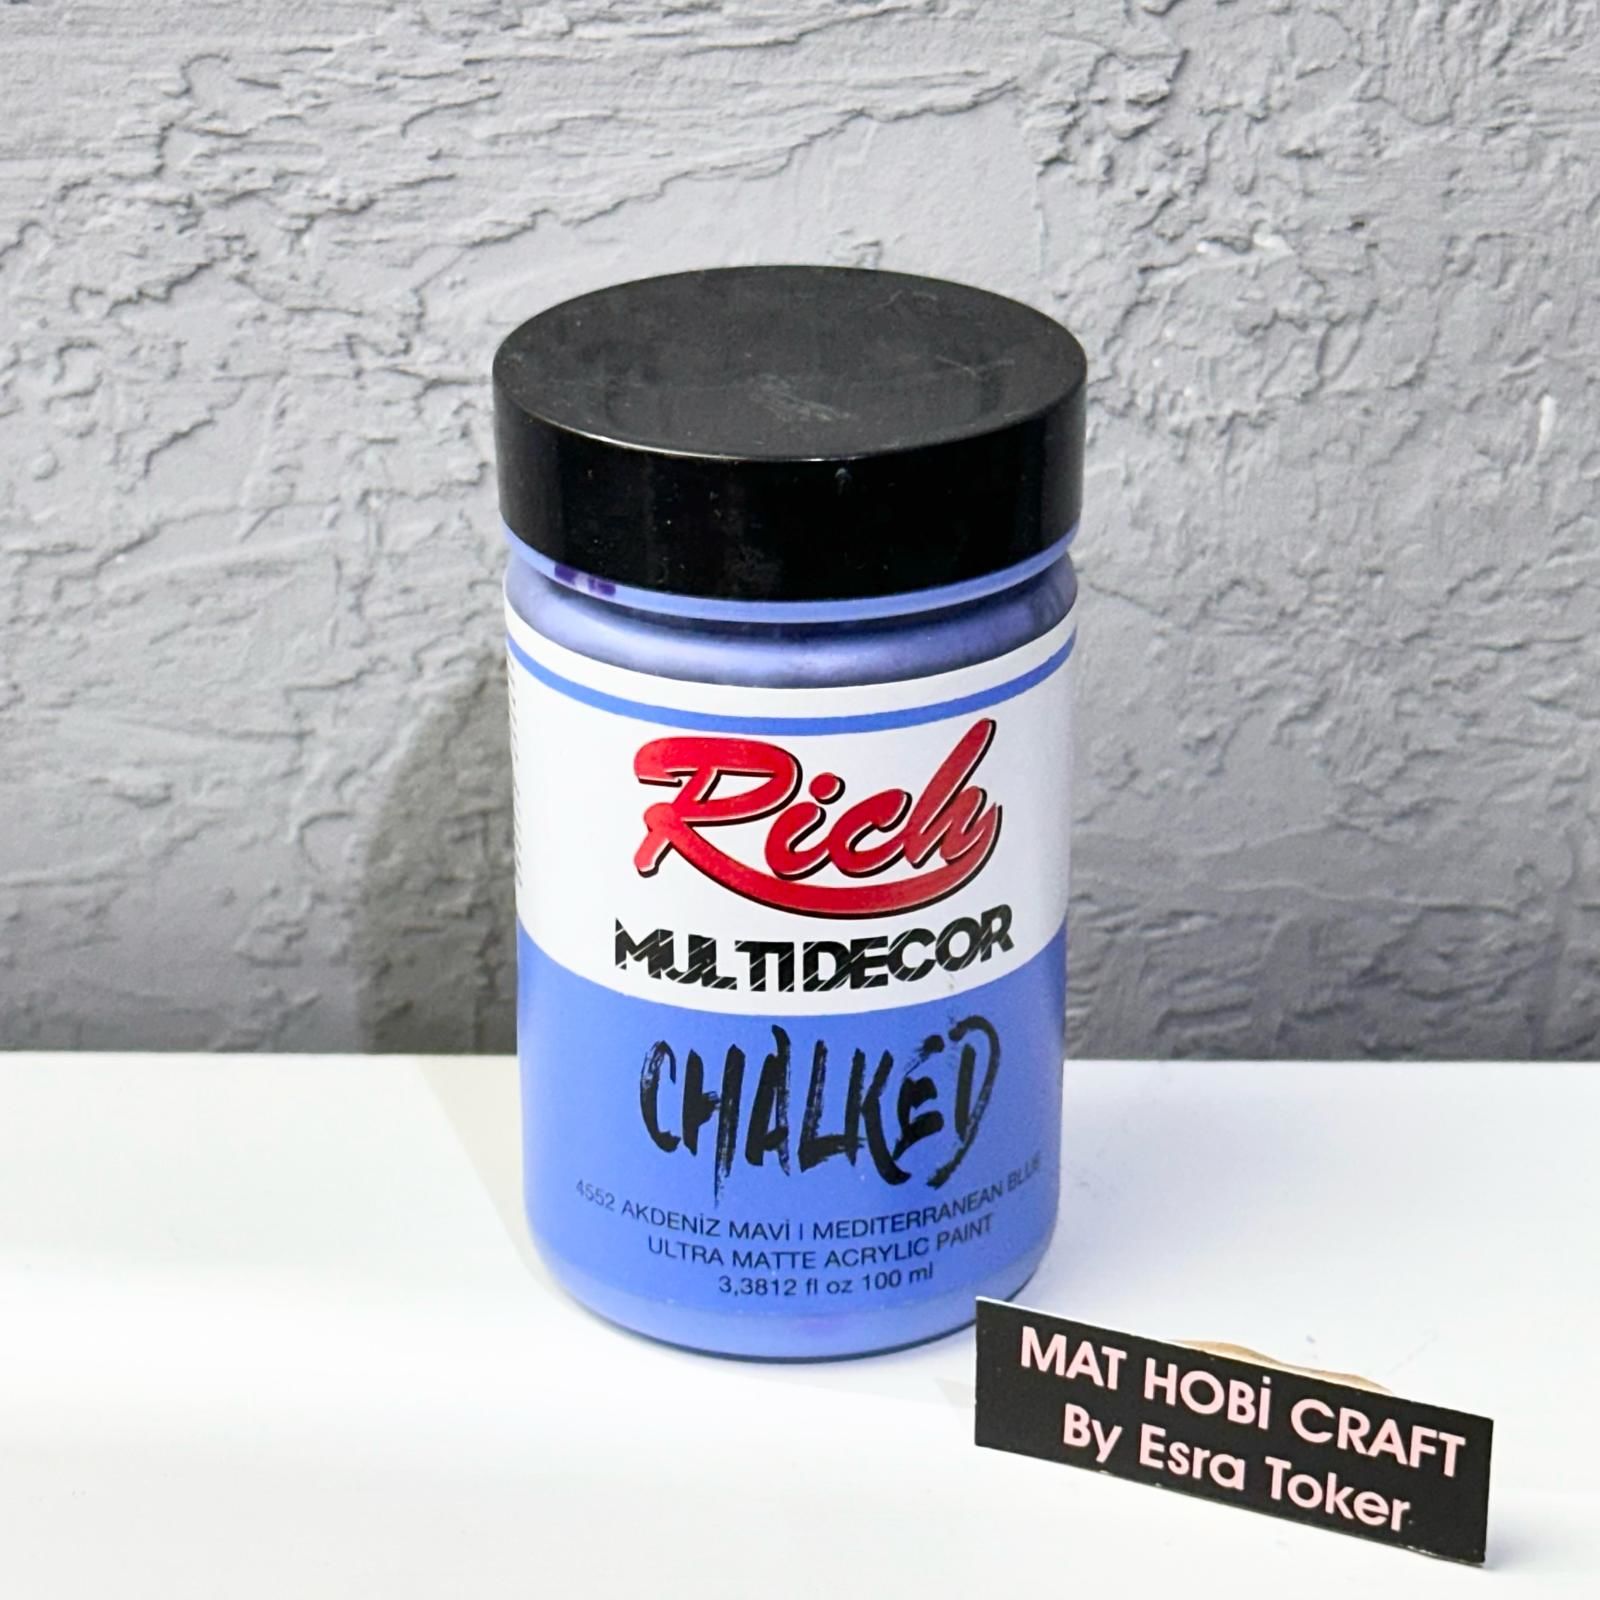 Rich
MULTIDECOR
CHALKED
4552 AKDENİZ MAVİ | MEDITERRANEAN BLUE
ULTRA MATTE ACRYLIC PAINT
3,3812 fl oz 100 ml
MAT HOBİ CRAFT
By Esra Toker